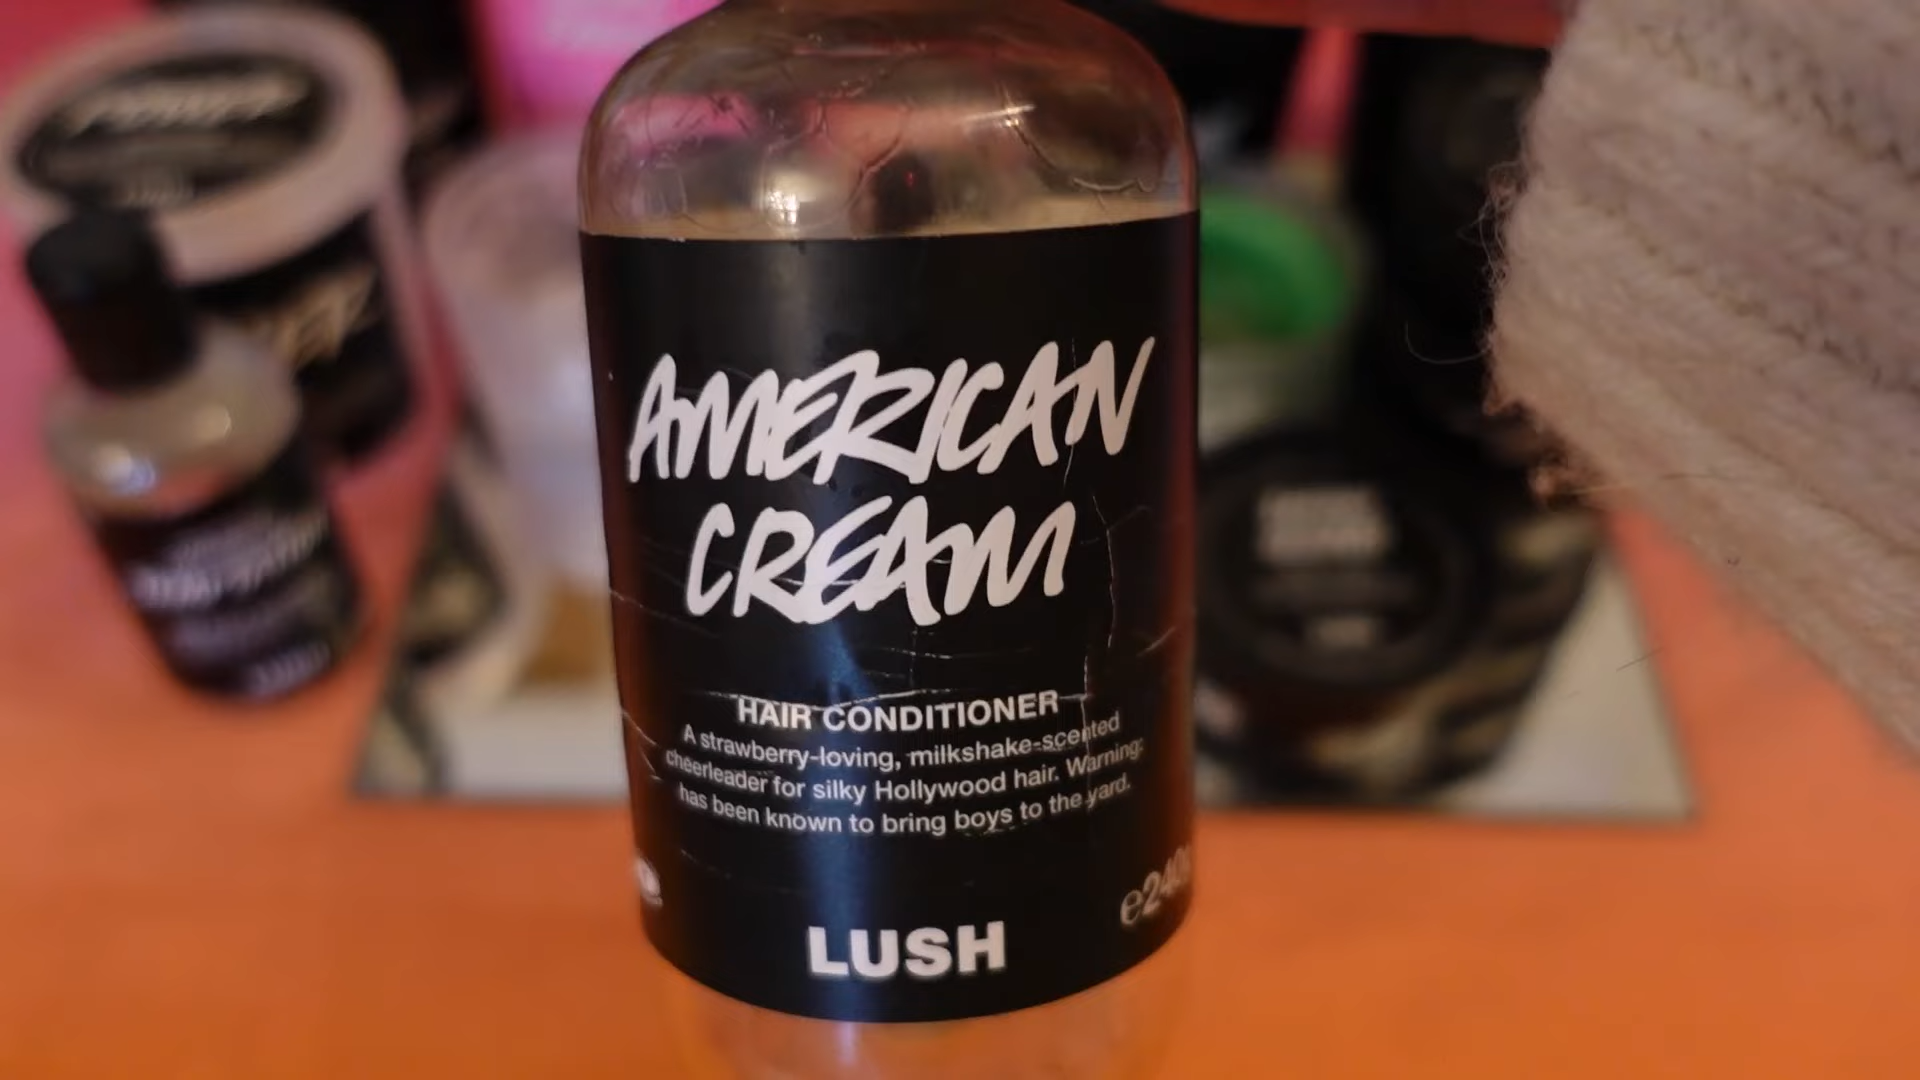 AMERICAN
CREAM
HAIR CONDITIONER
A strawberry-loving, milkshake-scented
cheerleader for silky Hollywood hair. Warning:
has been known to bring boys to the yard.
LUSH